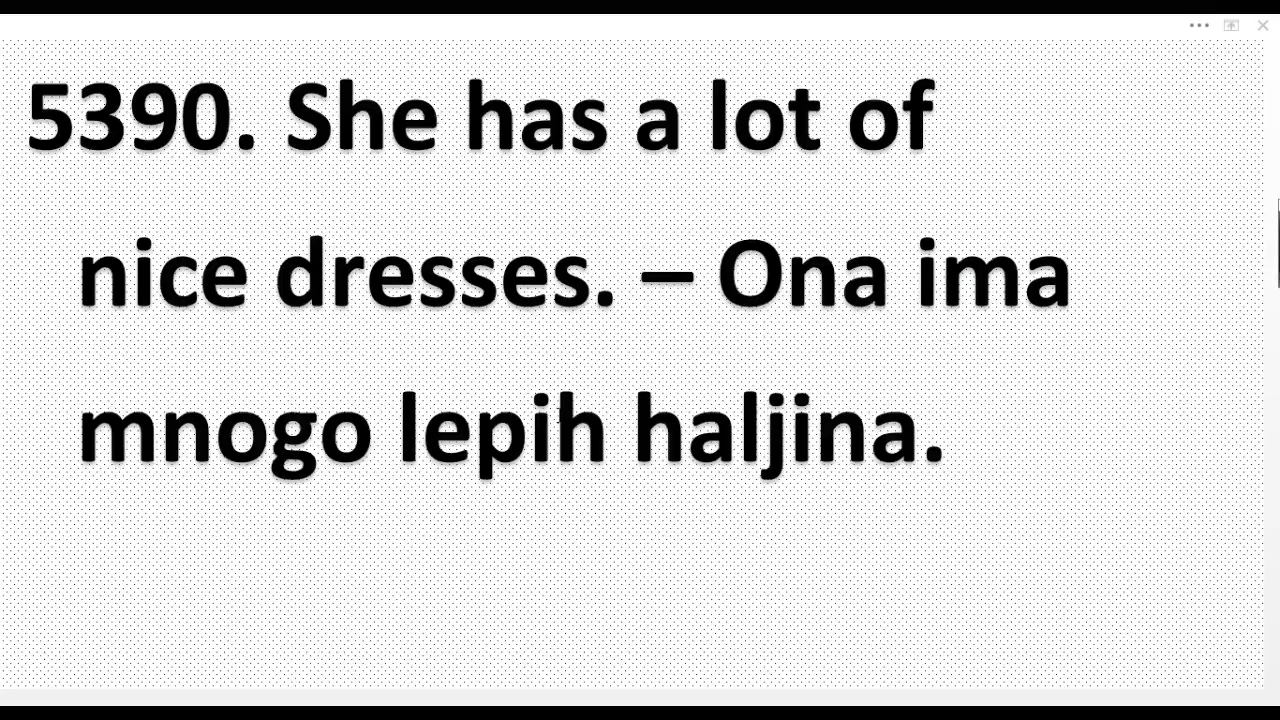 5390. She has a lot of
nice dresses. – Ona ima
mnogo lepih haljina.